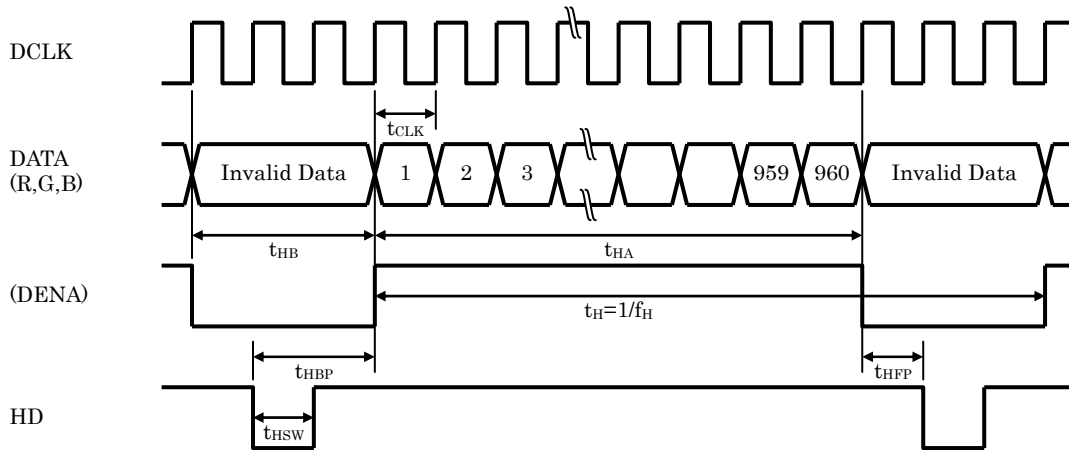 DCLK
tCLK
DATA
(R,G,B)
Invalid Data 1 2 3 959 960 Invalid Data
tHB tHA
(DENA)
tH=1/fH
tHBP tHFP
HD
tHSW